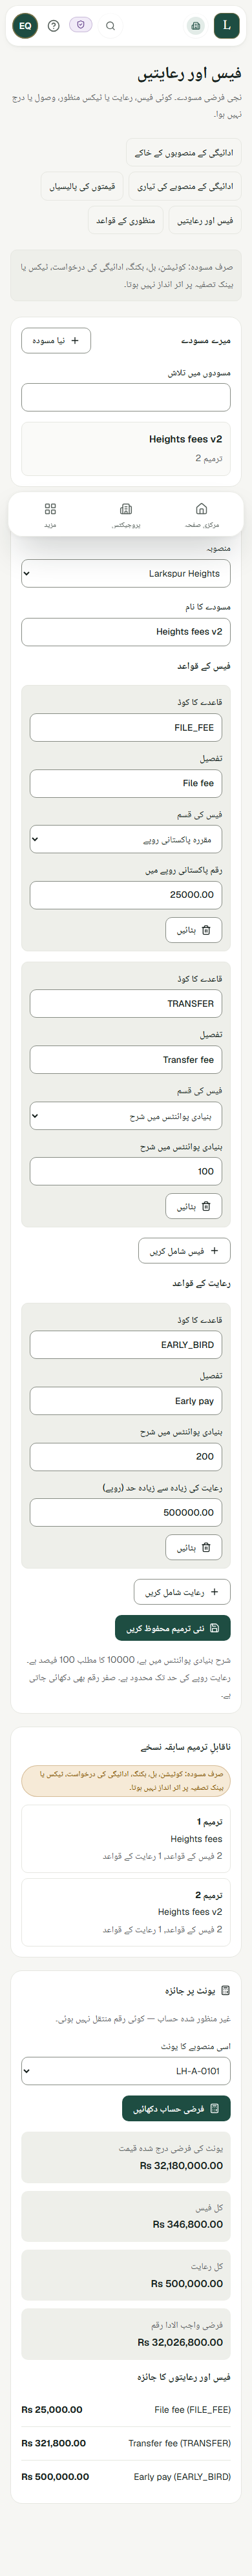 EQ
L
فیس اور رعایتیں
نجی فرضی مسودے۔ کوئی فیس، رعایت یا ٹیکس منظور، وصول یا درج
نہیں ہوا۔
ادائیگی کے منصوبوں کے خاکے
ادائیگی کے منصوبے کی تیاری
قیمتوں کی پالیسیاں
فیس اور رعایتیں
منظوری کے قواعد
صرف مسودہ: کوٹیشن، بل، بکنگ، ادائیگی کی درخواست، ٹیکس یا
بینک تصفیہ پر اثر انداز نہیں ہوتا۔
میرے مسودے
نیا مسودہ
مسودوں میں تلاش
Heights fees v2
ترمیم 2
مرکزی صفحہ
پروجیکٹس
مزید
منصوبہ
Larkspur Heights
مسودے کا نام
Heights fees v2
فیس کے قواعد
قاعدے کا کوڈ
FILE_FEE
تفصیل
File fee
فیس کی قسم
مقررہ پاکستانی روپے
رقم پاکستانی روپے میں
25000.00
ہٹائیں
قاعدے کا کوڈ
TRANSFER
تفصیل
Transfer fee
فیس کی قسم
بنیادی پوائنٹس میں شرح
بنیادی پوائنٹس میں شرح
100
ہٹائیں
فیس شامل کریں
رعایت کے قواعد
قاعدے کا کوڈ
EARLY_BIRD
تفصیل
Early pay
بنیادی پوائنٹس میں شرح
200
رعایت کی زیادہ سے زیادہ حد (روپے)
500000.00
ہٹائیں
رعایت شامل کریں
نئی ترمیم محفوظ کریں
شرح بنیادی پوائنٹس میں ہے، 10000 کا مطلب 100 فیصد ہے۔
رعایت روپے کی حد تک محدود ہے۔ صفر رقم بھی دکھائی جاتی
ہے۔
ناقابلِ ترمیم سابقہ نسخے
صرف مسودہ: کوٹیشن، بل، بکنگ، ادائیگی کی درخواست، ٹیکس یا
بینک تصفیہ پر اثر انداز نہیں ہوتا۔
ترمیم 1
Heights fees
2 فیس کے قواعد، 1 رعایت کے قواعد
ترمیم 2
Heights fees v2
2 فیس کے قواعد، 1 رعایت کے قواعد
یونٹ پر جائزہ
غیر منظور شدہ حساب — کوئی رقم منتقل نہیں ہوئی۔
اسی منصوبے کا یونٹ
LH-A-0101
فرضی حساب دکھائیں
یونٹ کی فرضی درج شدہ قیمت
Rs 32,180,000.00
کل فیس
Rs 346,800.00
کل رعایت
Rs 500,000.00
فرضی واجب الادا رقم
Rs 32,026,800.00
فیس اور رعایتوں کا جائزہ
File fee (FILE_FEE) Rs 25,000.00
Transfer fee (TRANSFER) Rs 321,800.00
Early pay (EARLY_BIRD) Rs 500,000.00